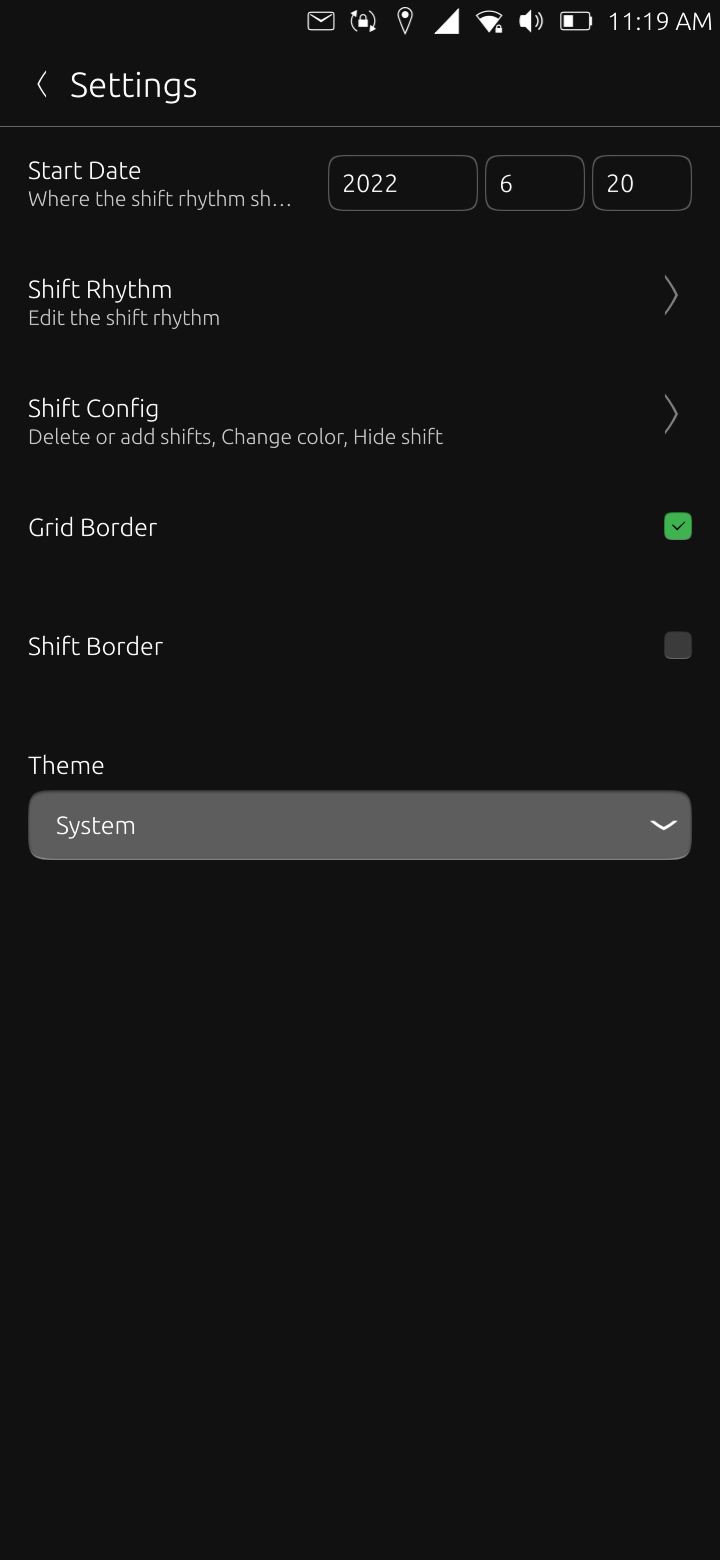 11:19 AM
Settings
Start Date
Where the shift rhythm sh...
2022 6 20
Shift Rhythm
Edit the shift rhythm
Shift Config
Delete or add shifts, Change color, Hide shift
Grid Border
Shift Border
Theme
System